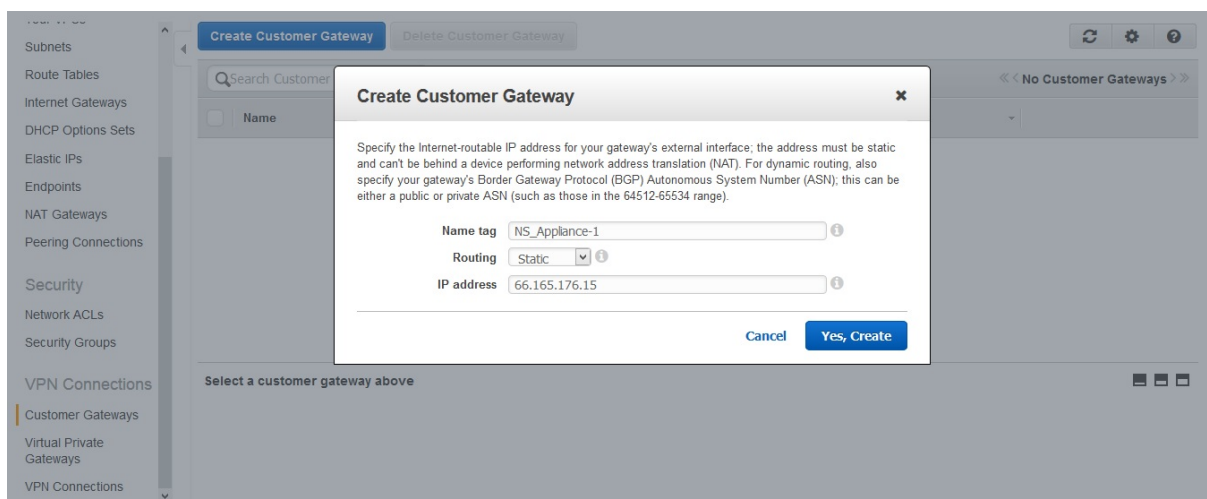 Subnets
Route Tables
Internet Gateways
DHCP Options Sets
Elastic IPs
Endpoints
NAT Gateways
Peering Connections
Security
Network ACLs
Security Groups
VPN Connections
Customer Gateways
Virtual Private
Gateways
VPN Connections
Create Customer Gateway
Delete Customer Gateway
Search Customer
No Customer Gateways
Name
Create Customer Gateway
Specify the Internet-routable IP address for your gateway's external interface; the address must be static
and can't be behind a device performing network address translation (NAT). For dynamic routing, also
specify your gateway's Border Gateway Protocol (BGP) Autonomous System Number (ASN); this can be
either a public or private ASN (such as those in the 64512-65534 range).
Name tag NS_Appliance-1
Routing Static
IP address 66.165.176.15
Cancel Yes, Create
Select a customer gateway above